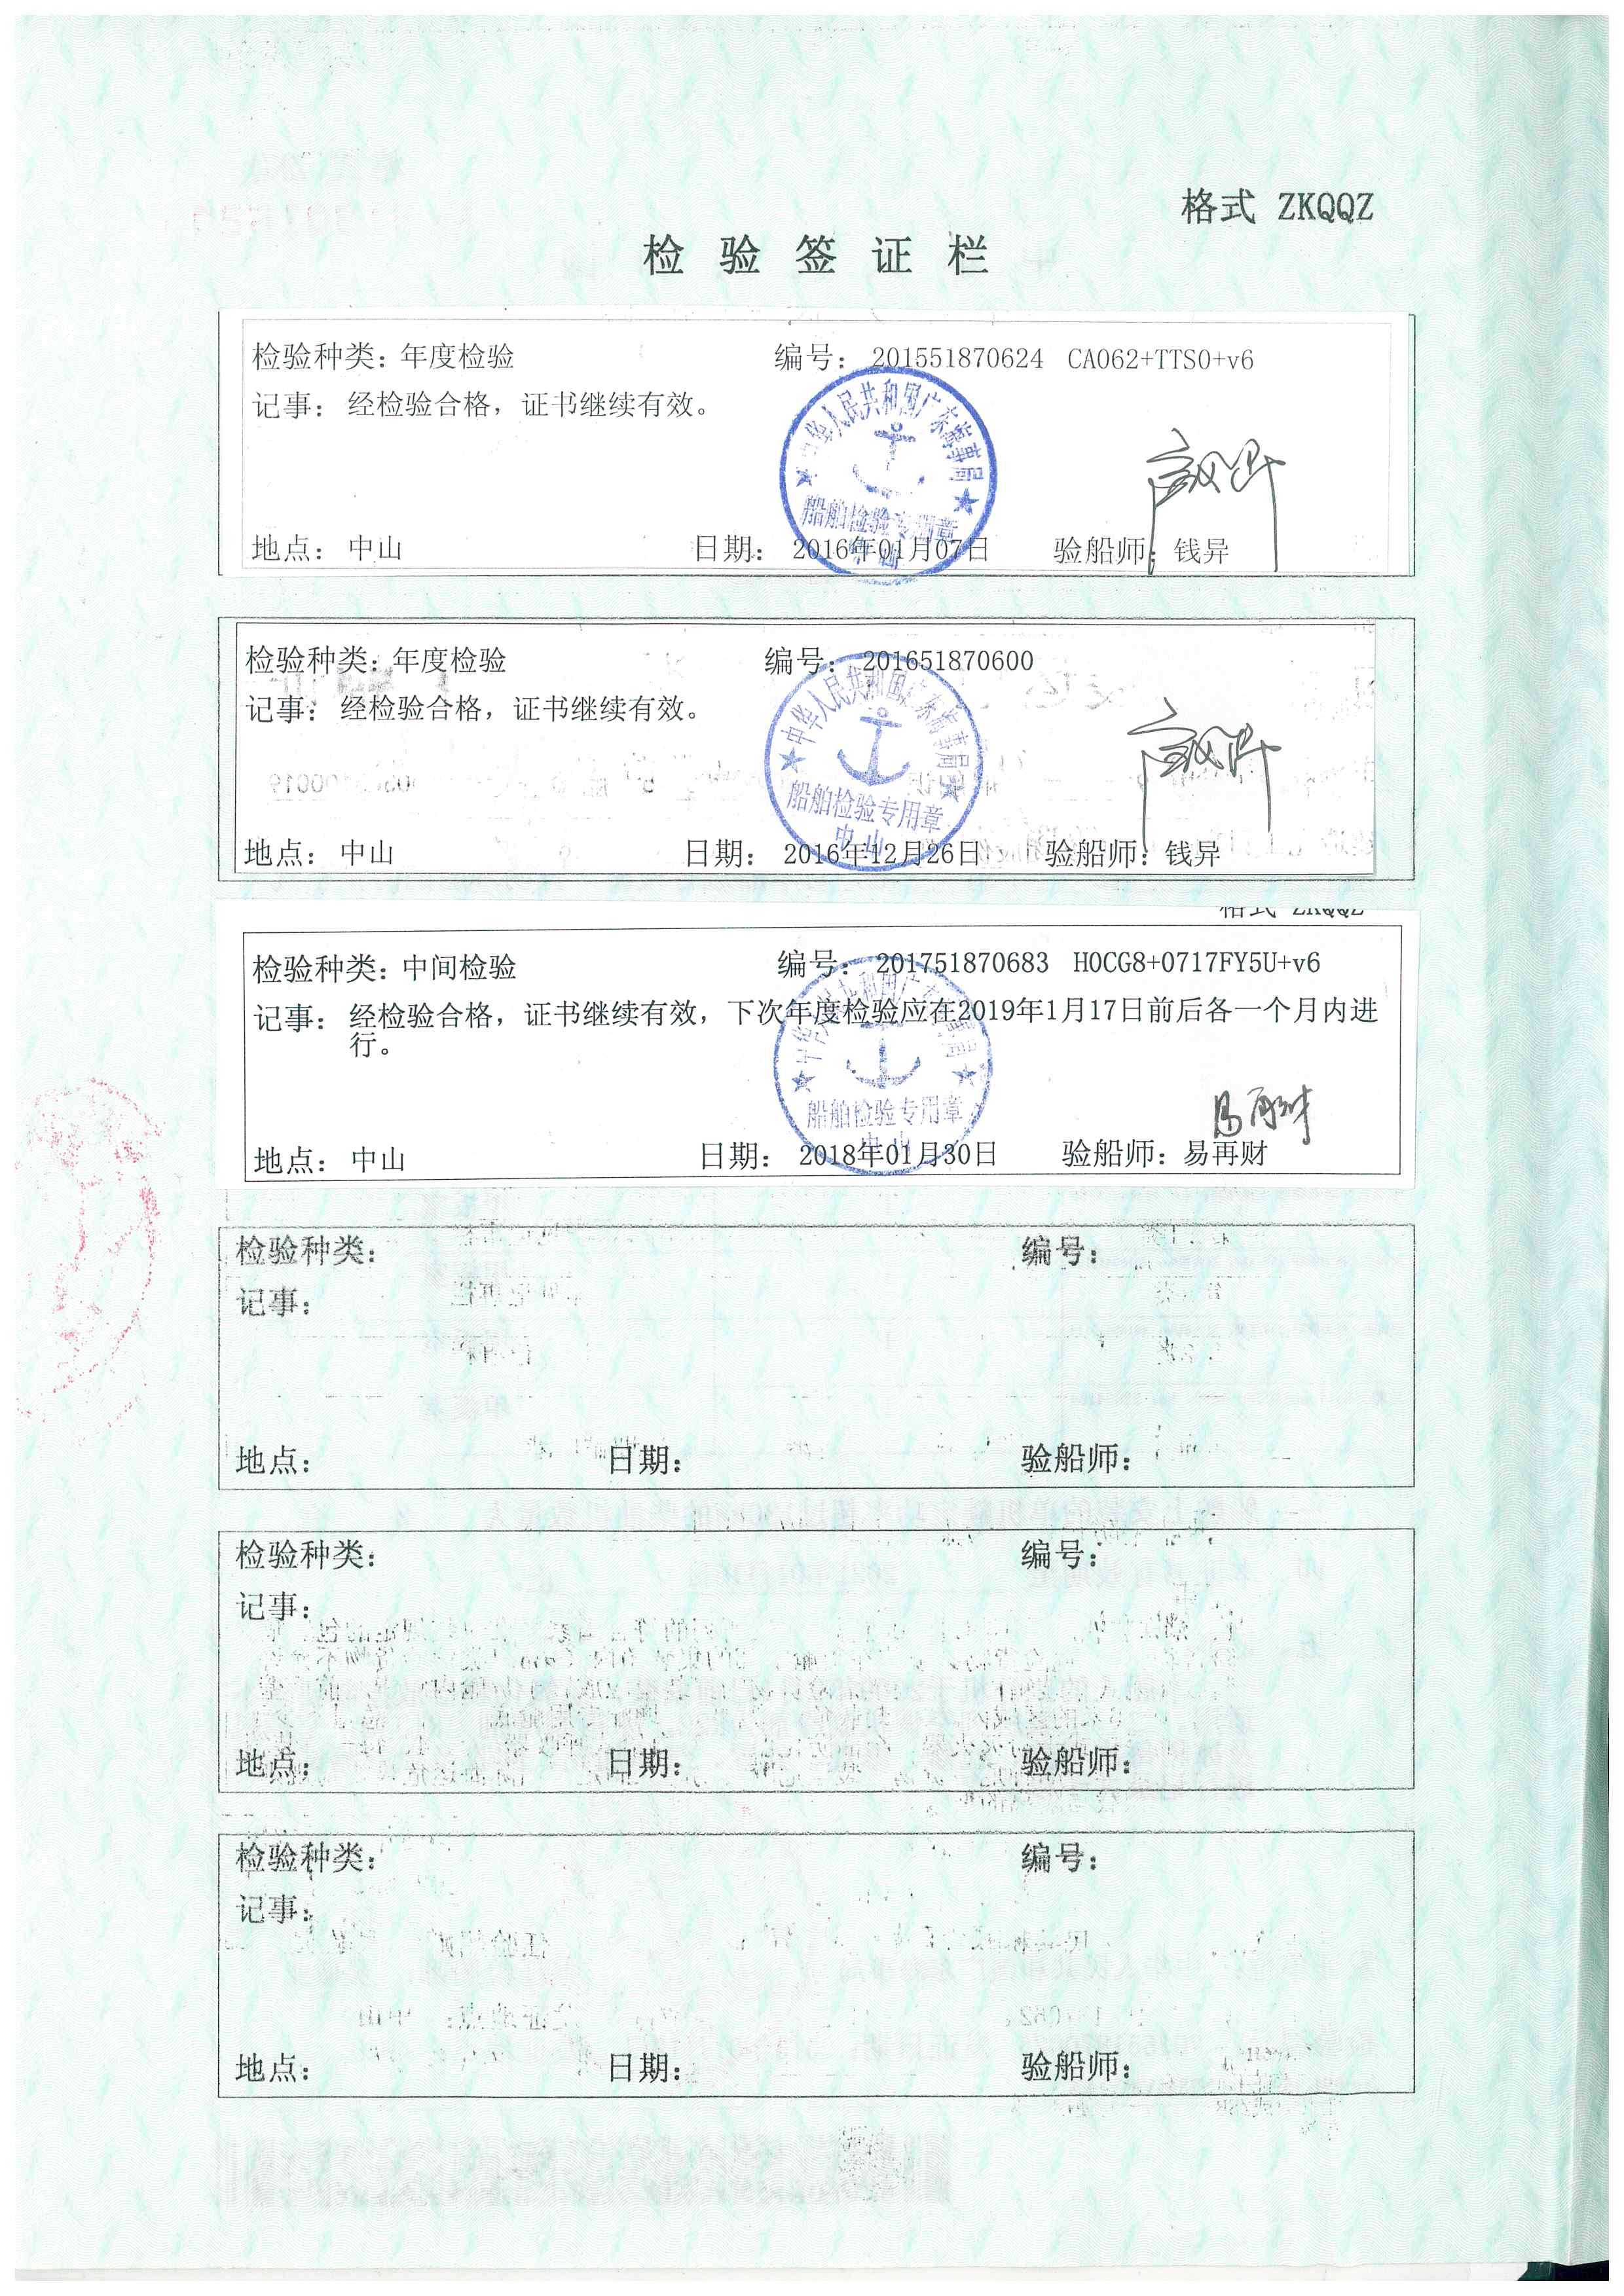 格式 ZKQQZ
检验签证栏
检验种类：年度检验 编号：201551870624 CA062+TTS0+v6
记事：经检验合格，证书继续有效。
中华人民共和国广东海事局
船舶检验专用章
地点：中山 日期：2016年01月07日 验船师：钱异
检验种类：年度检验 编号：201651870600
记事：经检验合格，证书继续有效。
中华人民共和国广东海事局
船舶检验专用章
中山
地点：中山 日期：2016年12月26日 验船师：钱异
格式 ZKQQZ
检验种类：中间检验 编号：201751870683 H0CG8+0717FY5U+v6
记事：经检验合格，证书继续有效，下次年度检验应在2019年1月17日前后各一个月内进
行。
中华人民共和国广东海事局
船舶检验专用章
中山
易再财
地点：中山 日期：2018年01月30日 验船师：易再财
检验种类： 编号：
记事：
地点： 日期： 验船师：
检验种类： 编号：
记事：
地点： 日期： 验船师：
检验种类： 编号：
记事：
地点： 日期： 验船师：